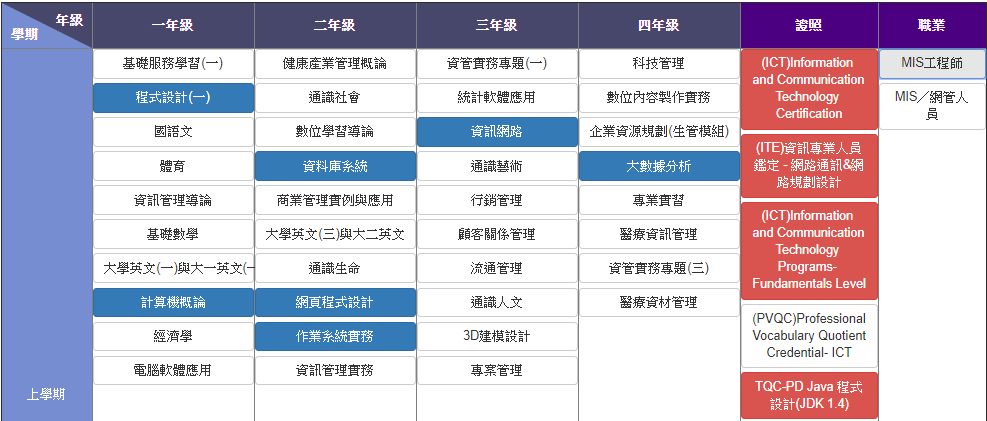 年級
學期
一年級
二年級
三年級
四年級
證照
職業
上學期
基礎服務學習(一)
程式設計(一)
國語文
體育
資訊管理導論
基礎數學
大學英文(一)與大一英文(一
計算機概論
經濟學
電腦軟體應用
健康產業管理概論
通識社會
數位學習導論
資料庫系統
商業管理實例與應用
大學英文(三)與大二英文
通識生命
網頁程式設計
作業系統實務
資訊管理實務
資管實務專題(一)
統計軟體應用
資訊網路
通識藝術
行銷管理
顧客關係管理
流通管理
通識人文
3D建模設計
專案管理
科技管理
數位內容製作實務
企業資源規劃(生管模組)
大數據分析
專業實習
醫療資訊管理
資管實務專題(三)
醫療資材管理
(ICT)Information
and Communication
Technology
Certification
(ITE)資訊專業人員
鑑定 - 網路通訊&網
路規劃設計
(ICT)Information
and Communication
Technology
Programs-
Fundamentals Level
(PVQC)Professional
Vocabulary Quotient
Credential- ICT
TQC-PD Java 程式
設計(JDK 1.4)
MIS工程師
MIS／網管人
員